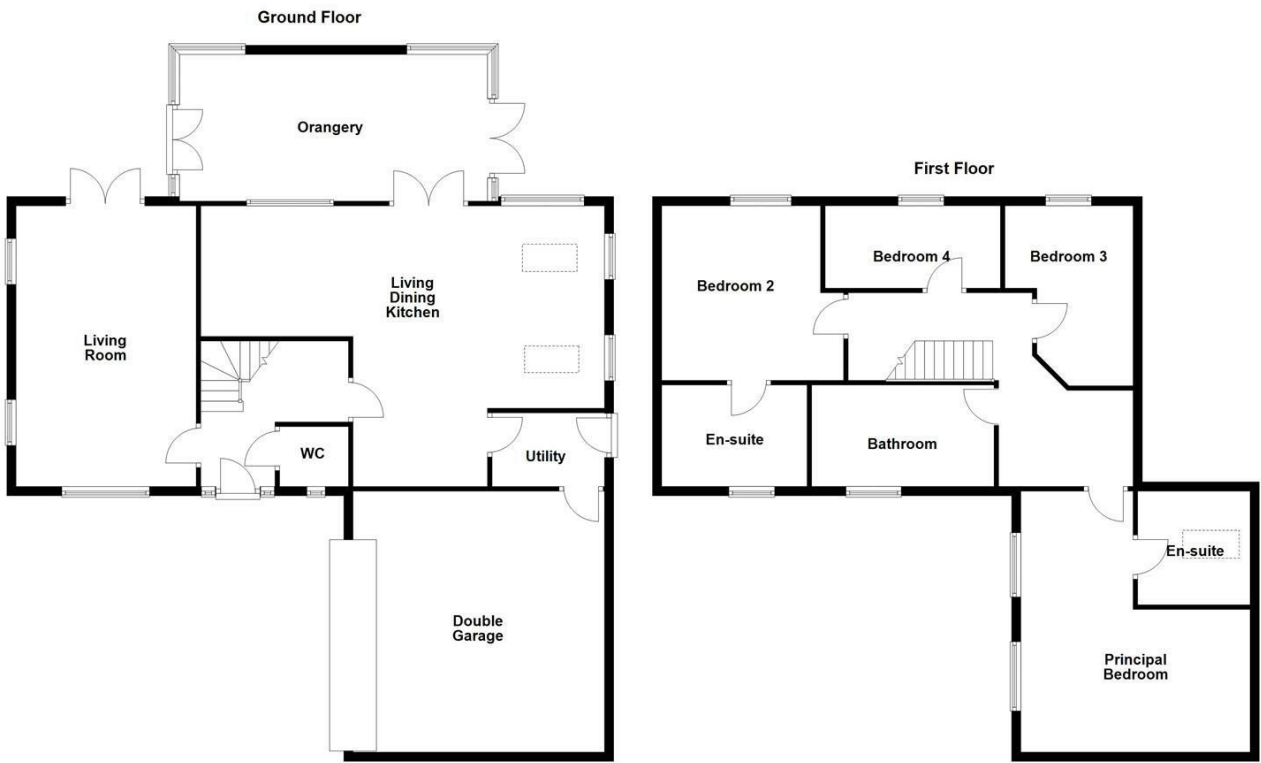 Ground Floor
Orangery
Living
Dining
Kitchen
Living
Room
WC
Utility
Double
Garage
First Floor
Bedroom 2
Bedroom 4
Bedroom 3
En-suite
Bathroom
En-suite
Principal
Bedroom